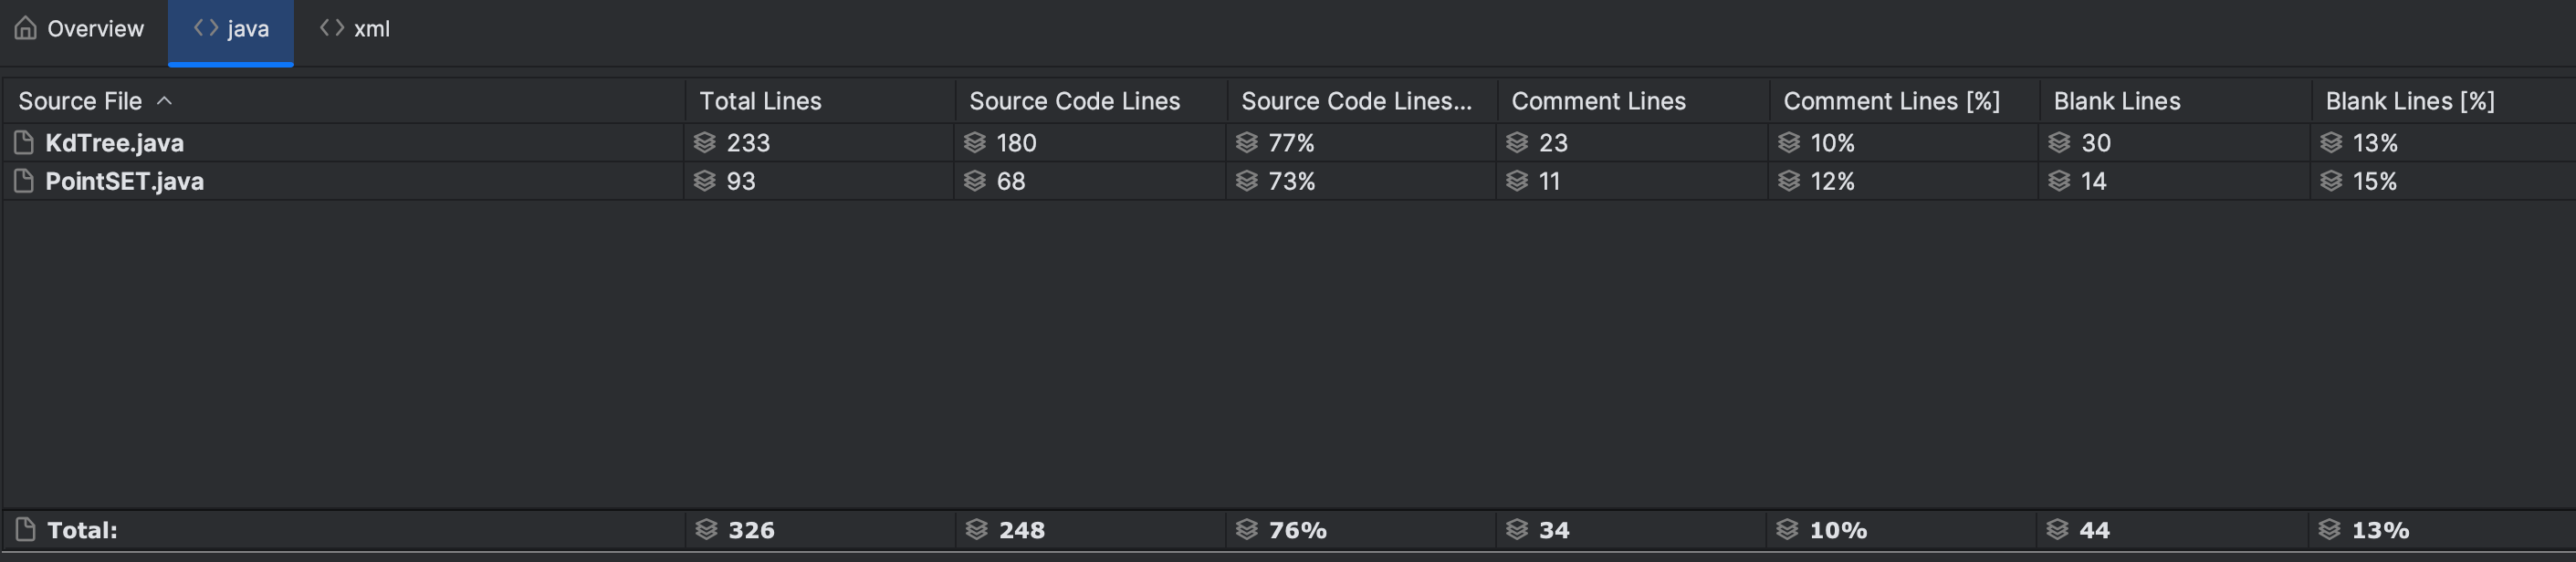 Overview <> java <> xml
Source File Total Lines Source Code Lines Source Code Lines... Comment Lines Comment Lines [%] Blank Lines Blank Lines [%]
KdTree.java 233 180 77% 23 10% 30 13%
PointSET.java 93 68 73% 11 12% 14 15%
Total: 326 248 76% 34 10% 44 13%